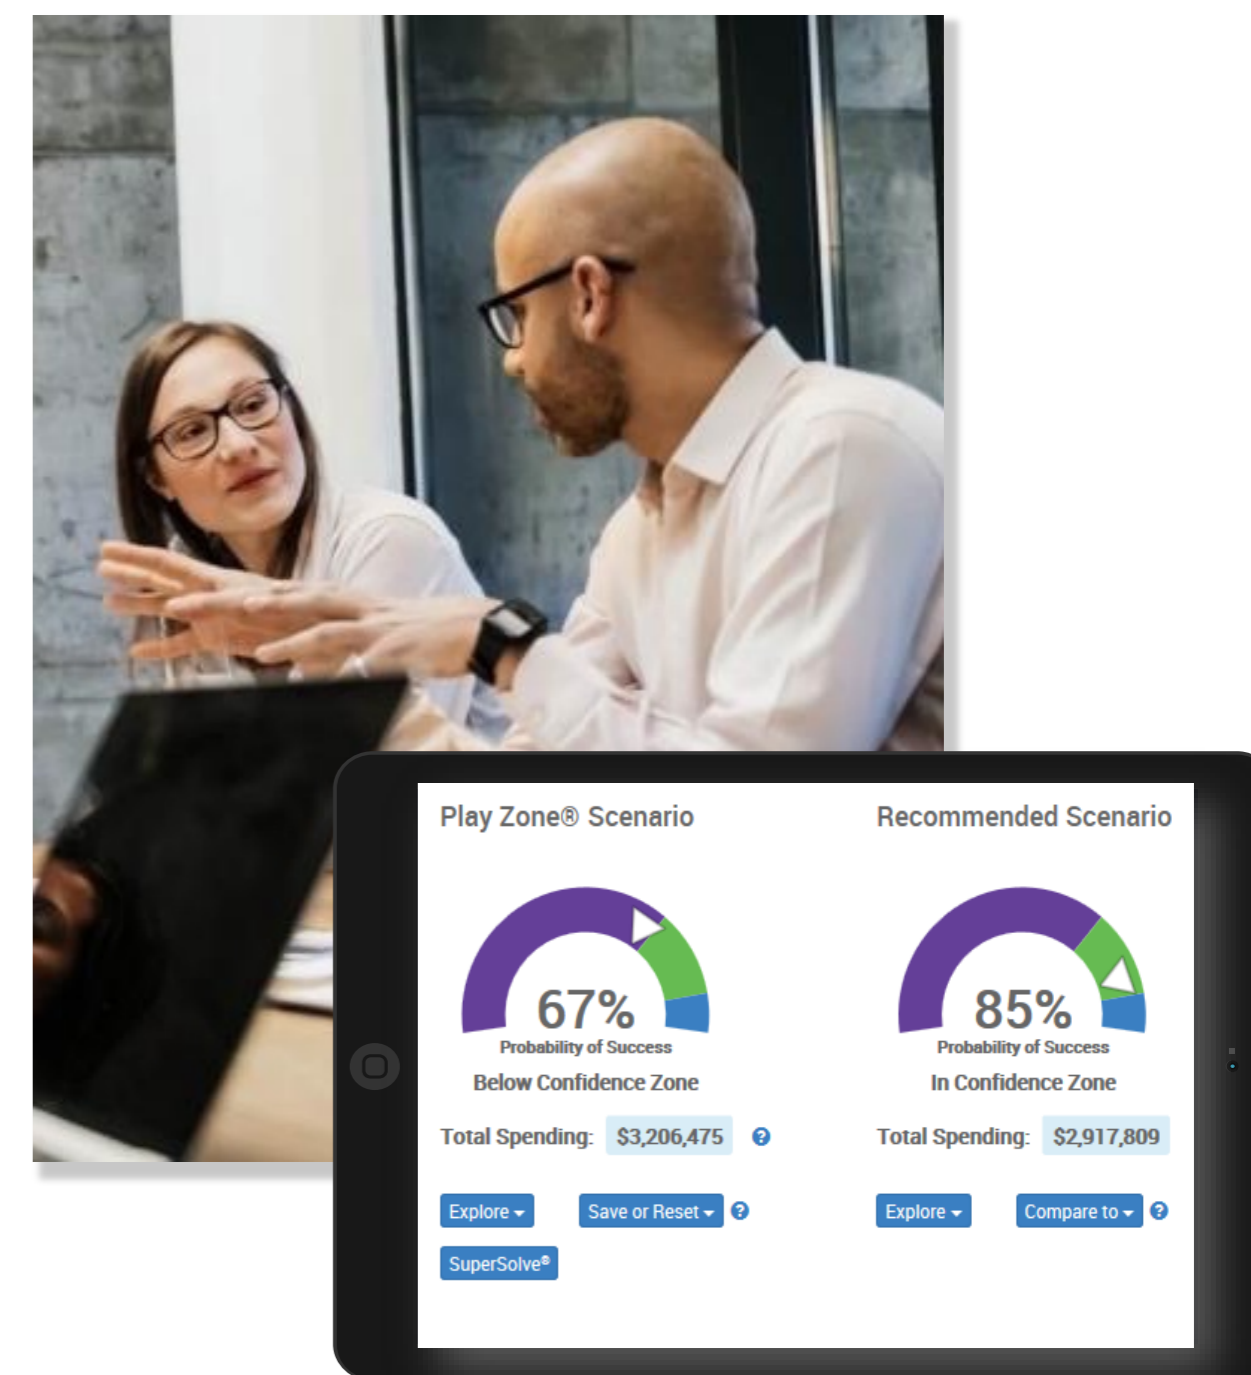 Play Zone® Scenario
67%
Probability of Success
Below Confidence Zone
Total Spending: $3,206,475 ?
Explore Save or Reset ?
SuperSolve®
Recommended Scenario
85%
Probability of Success
In Confidence Zone
Total Spending: $2,917,809
Explore Compare to ?